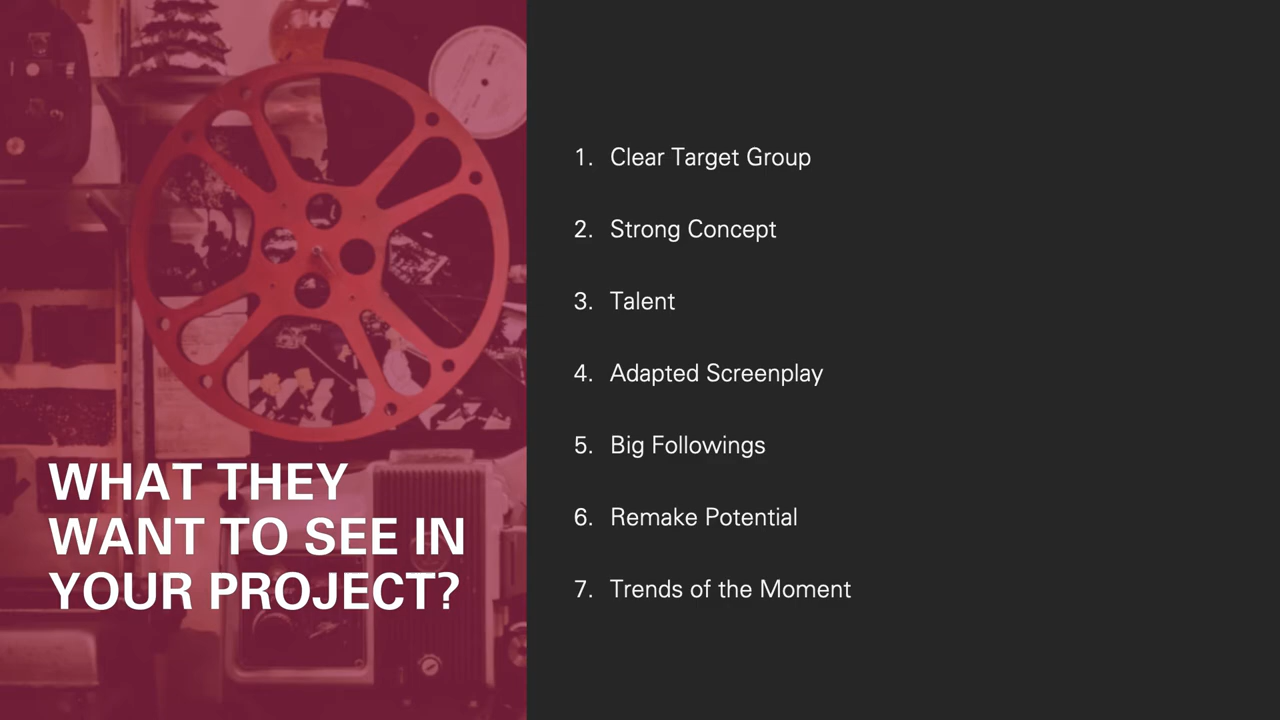 WHAT THEY
WANT TO SEE IN
YOUR PROJECT?
1. Clear Target Group
2. Strong Concept
3. Talent
4. Adapted Screenplay
5. Big Followings
6. Remake Potential
7. Trends of the Moment